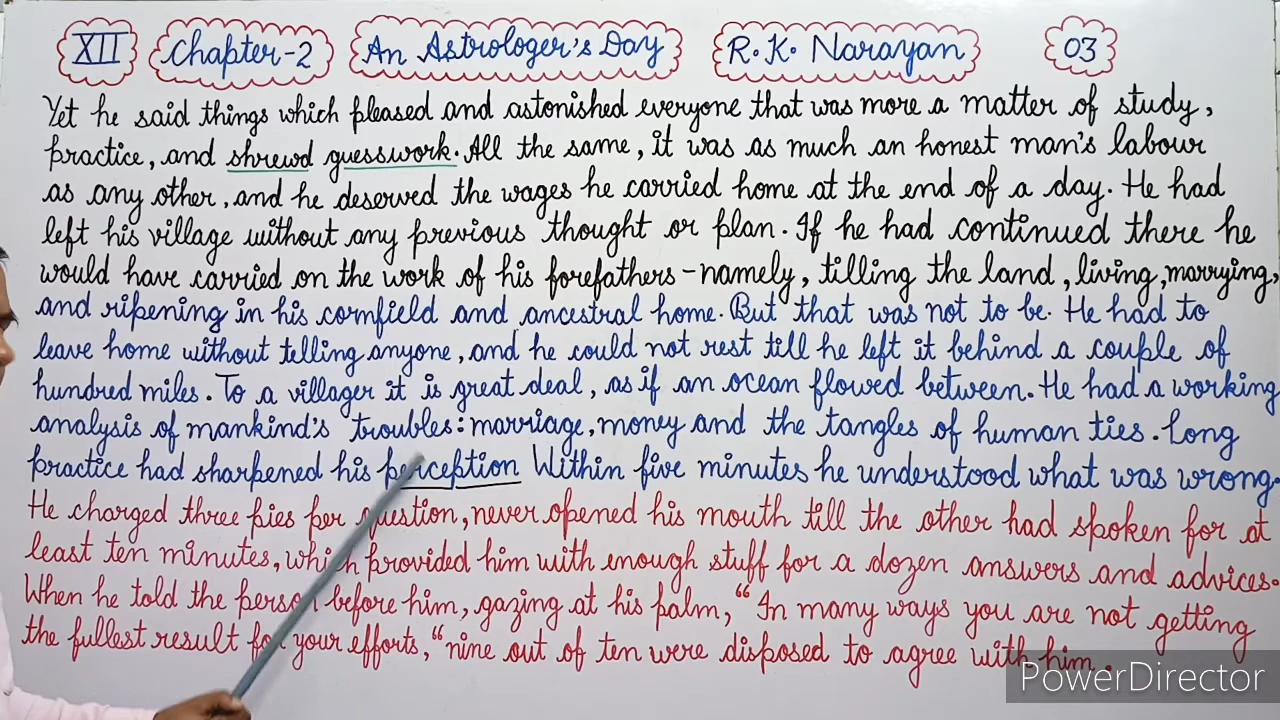 XII Chapter-2 An Astrologer's Day R.K. Narayan 03
Yet he said things which pleased and astonished everyone that was more a matter of study,
practice, and shrewd guesswork. All the same, it was as much an honest man's labour
as any other, and he deserved the wages he carried home at the end of a day. He had
left his village without any previous thought or plan. If he had continued there he
would have carried on the work of his forefathers - namely, tilling the land, living, marrying,
and ripening in his cornfield and ancestral home. But that was not to be. He had to
leave home without telling anyone, and he could not rest till he left it behind a couple of
hundred miles. To a villager it is great deal, as if an ocean flowed between. He had a working
analysis of mankind's troubles: marriage, money and the tangles of human ties. Long
practice had sharpened his perception Within five minutes he understood what was wrong.
He charged three pies per question, never opened his mouth till the other had spoken for at
least ten minutes, which provided him with enough stuff for a dozen answers and advices.
When he told the person before him, gazing at his palm, "In many ways you are not getting
the fullest result for your efforts, "nine out of ten were disposed to agree with him.
PowerDirector